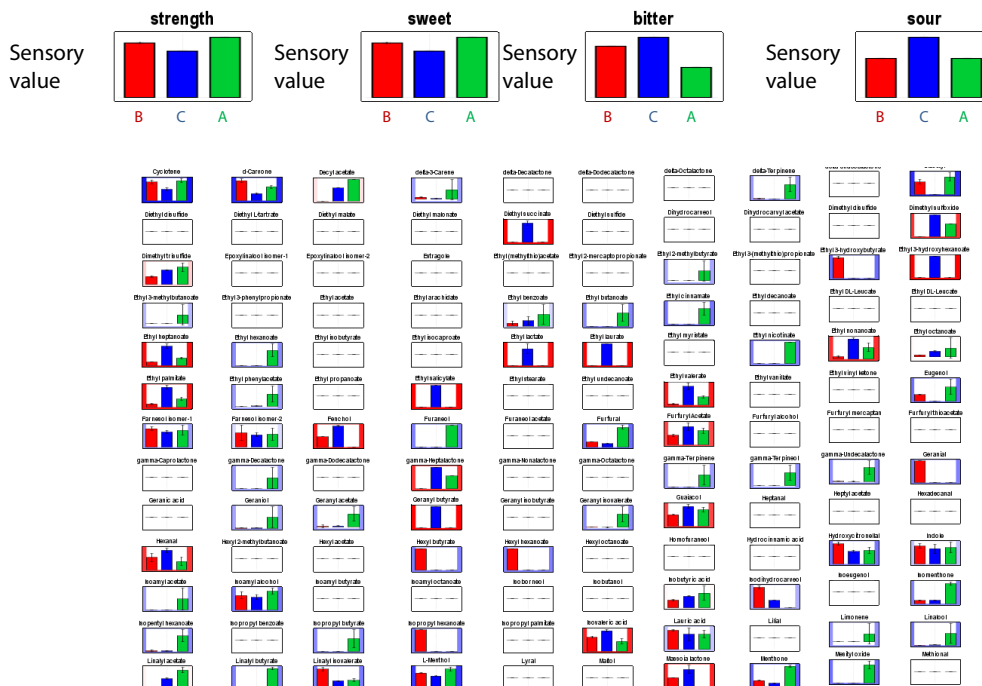 strength sweet bitter sour
Sensory value Sensory value Sensory value Sensory value
B C A B C A B C A B C A
Cyclotene d-Carvone Decyl acetate delta-3-Carene delta-Decalactone delta-Dodecalactone delta-Octalactone delta-Terpinene
Diethyl disulfide Diethyl L-tartrate Diethyl malate Diethyl malonate Diethyl succinate Diethyl sulfide Dihydrocarveol Dihydrocarvyl acetate Dimethyl disulfide Dimethyl sulfoxide
Dimethyl trisulfide Epoxylinalool isomer-1 Epoxylinalool isomer-2 Estragole Ethyl (methylthio)acetate Ethyl 2-mercaptopropionate Ethyl 2-methylbutyrate Ethyl 3-(methylthio)propionate Ethyl 3-hydroxybutyrate Ethyl 3-hydroxyhexanoate
Ethyl 3-methylbutanoate Ethyl 3-phenylpropionate Ethyl acetate Ethyl arachidate Ethyl benzoate Ethyl butanoate Ethyl cinnamate Ethyl decanoate Ethyl DL-Leucate Ethyl DL-Leucate
Ethyl heptanoate Ethyl hexanoate Ethyl isobutyrate Ethyl isocaproate Ethyl lactate Ethyl laurate Ethyl myristate Ethyl nicotinate Ethyl nonanoate Ethyl octanoate
Ethyl palmitate Ethyl phenylacetate Ethyl propanoate Ethyl salicylate Ethyl stearate Ethyl undecanoate Ethyl valerate Ethyl vanillate Ethyl vinyl ketone Eugenol
Farnesol isomer-1 Farnesol isomer-2 Fenchol Furaneol Furaneol acetate Furfural Furfuryl Acetate Furfuryl alcohol Furfuryl mercaptan Furfuryl thioacetate
gamma-Caprolactone gamma-Decalactone gamma-Dodecalactone gamma-Heptalactone gamma-Nonalactone gamma-Octalactone gamma-Terpinene gamma-Terpineol gamma-Undecalactone Geranial
Geranic acid Geraniol Geranyl acetate Geranyl butyrate Geranyl isobutyrate Geranyl isovalerate Guaiacol Heptanal Heptyl acetate Hexadecanal
Hexanal Hexyl 2-methylbutanoate Hexyl acetate Hexyl butyrate Hexyl hexanoate Hexyl octanoate Homofuraneol Hydrocinnamic acid Hydroxycitronellal Indole
Isoamyl acetate Isoamyl alcohol Isoamyl butyrate Isoamyl octanoate Isoborneol Isobutanol Isobutyric acid Isodihydrocarveol Isoeugenol Isomenthone
Isopentyl hexanoate Isopropyl benzoate Isopropyl butyrate Isopropyl hexanoate Isopropyl palmitate Isovaleric acid Lauric acid Lilial Limonene Linalool
Linalyl acetate Linalyl butyrate Linalyl isovalerate L-Menthol Lyral Maltol Menthone Mesityl oxide Methional